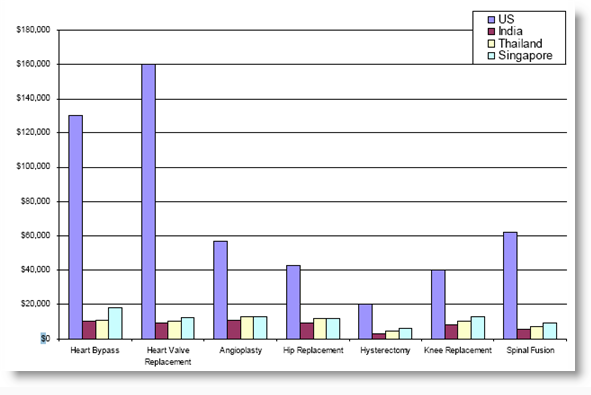 US
India
Thailand
Singapore
$180,000
$160,000
$140,000
$120,000
$100,000
$80,000
$60,000
$40,000
$20,000
$0
Heart Bypass
Heart Valve
Replacement
Angioplasty
Hip Replacement
Hysterectomy
Knee Replacement
Spinal Fusion